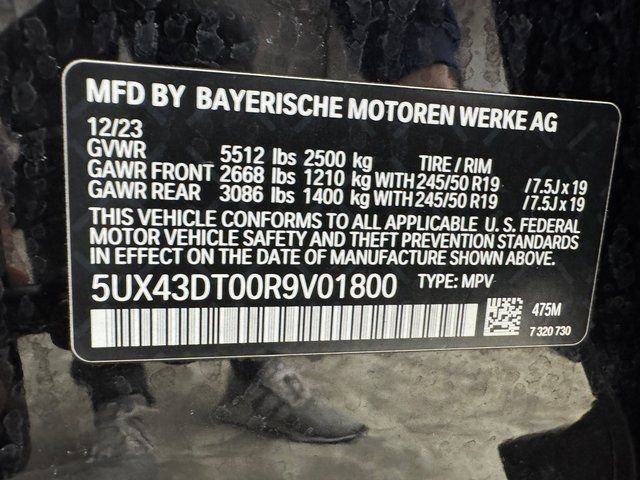 MFD BY BAYERISCHE MOTOREN WERKE AG
12/23
GVWR 5512 lbs 2500 kg TIRE / RIM
GAWR FRONT 2668 lbs 1210 kg WITH 245/50 R19 / 7.5J x 19
GAWR REAR 3086 lbs 1400 kg WITH 245/50 R19 / 7.5J x 19
THIS VEHICLE CONFORMS TO ALL APPLICABLE U. S. FEDERAL
MOTOR VEHICLE SAFETY AND THEFT PREVENTION STANDARDS
IN EFFECT ON THE DATE OF MANUFACTURE SHOWN ABOVE.
5UX43DT00R9V01800 TYPE: MPV
475M
7 320 730